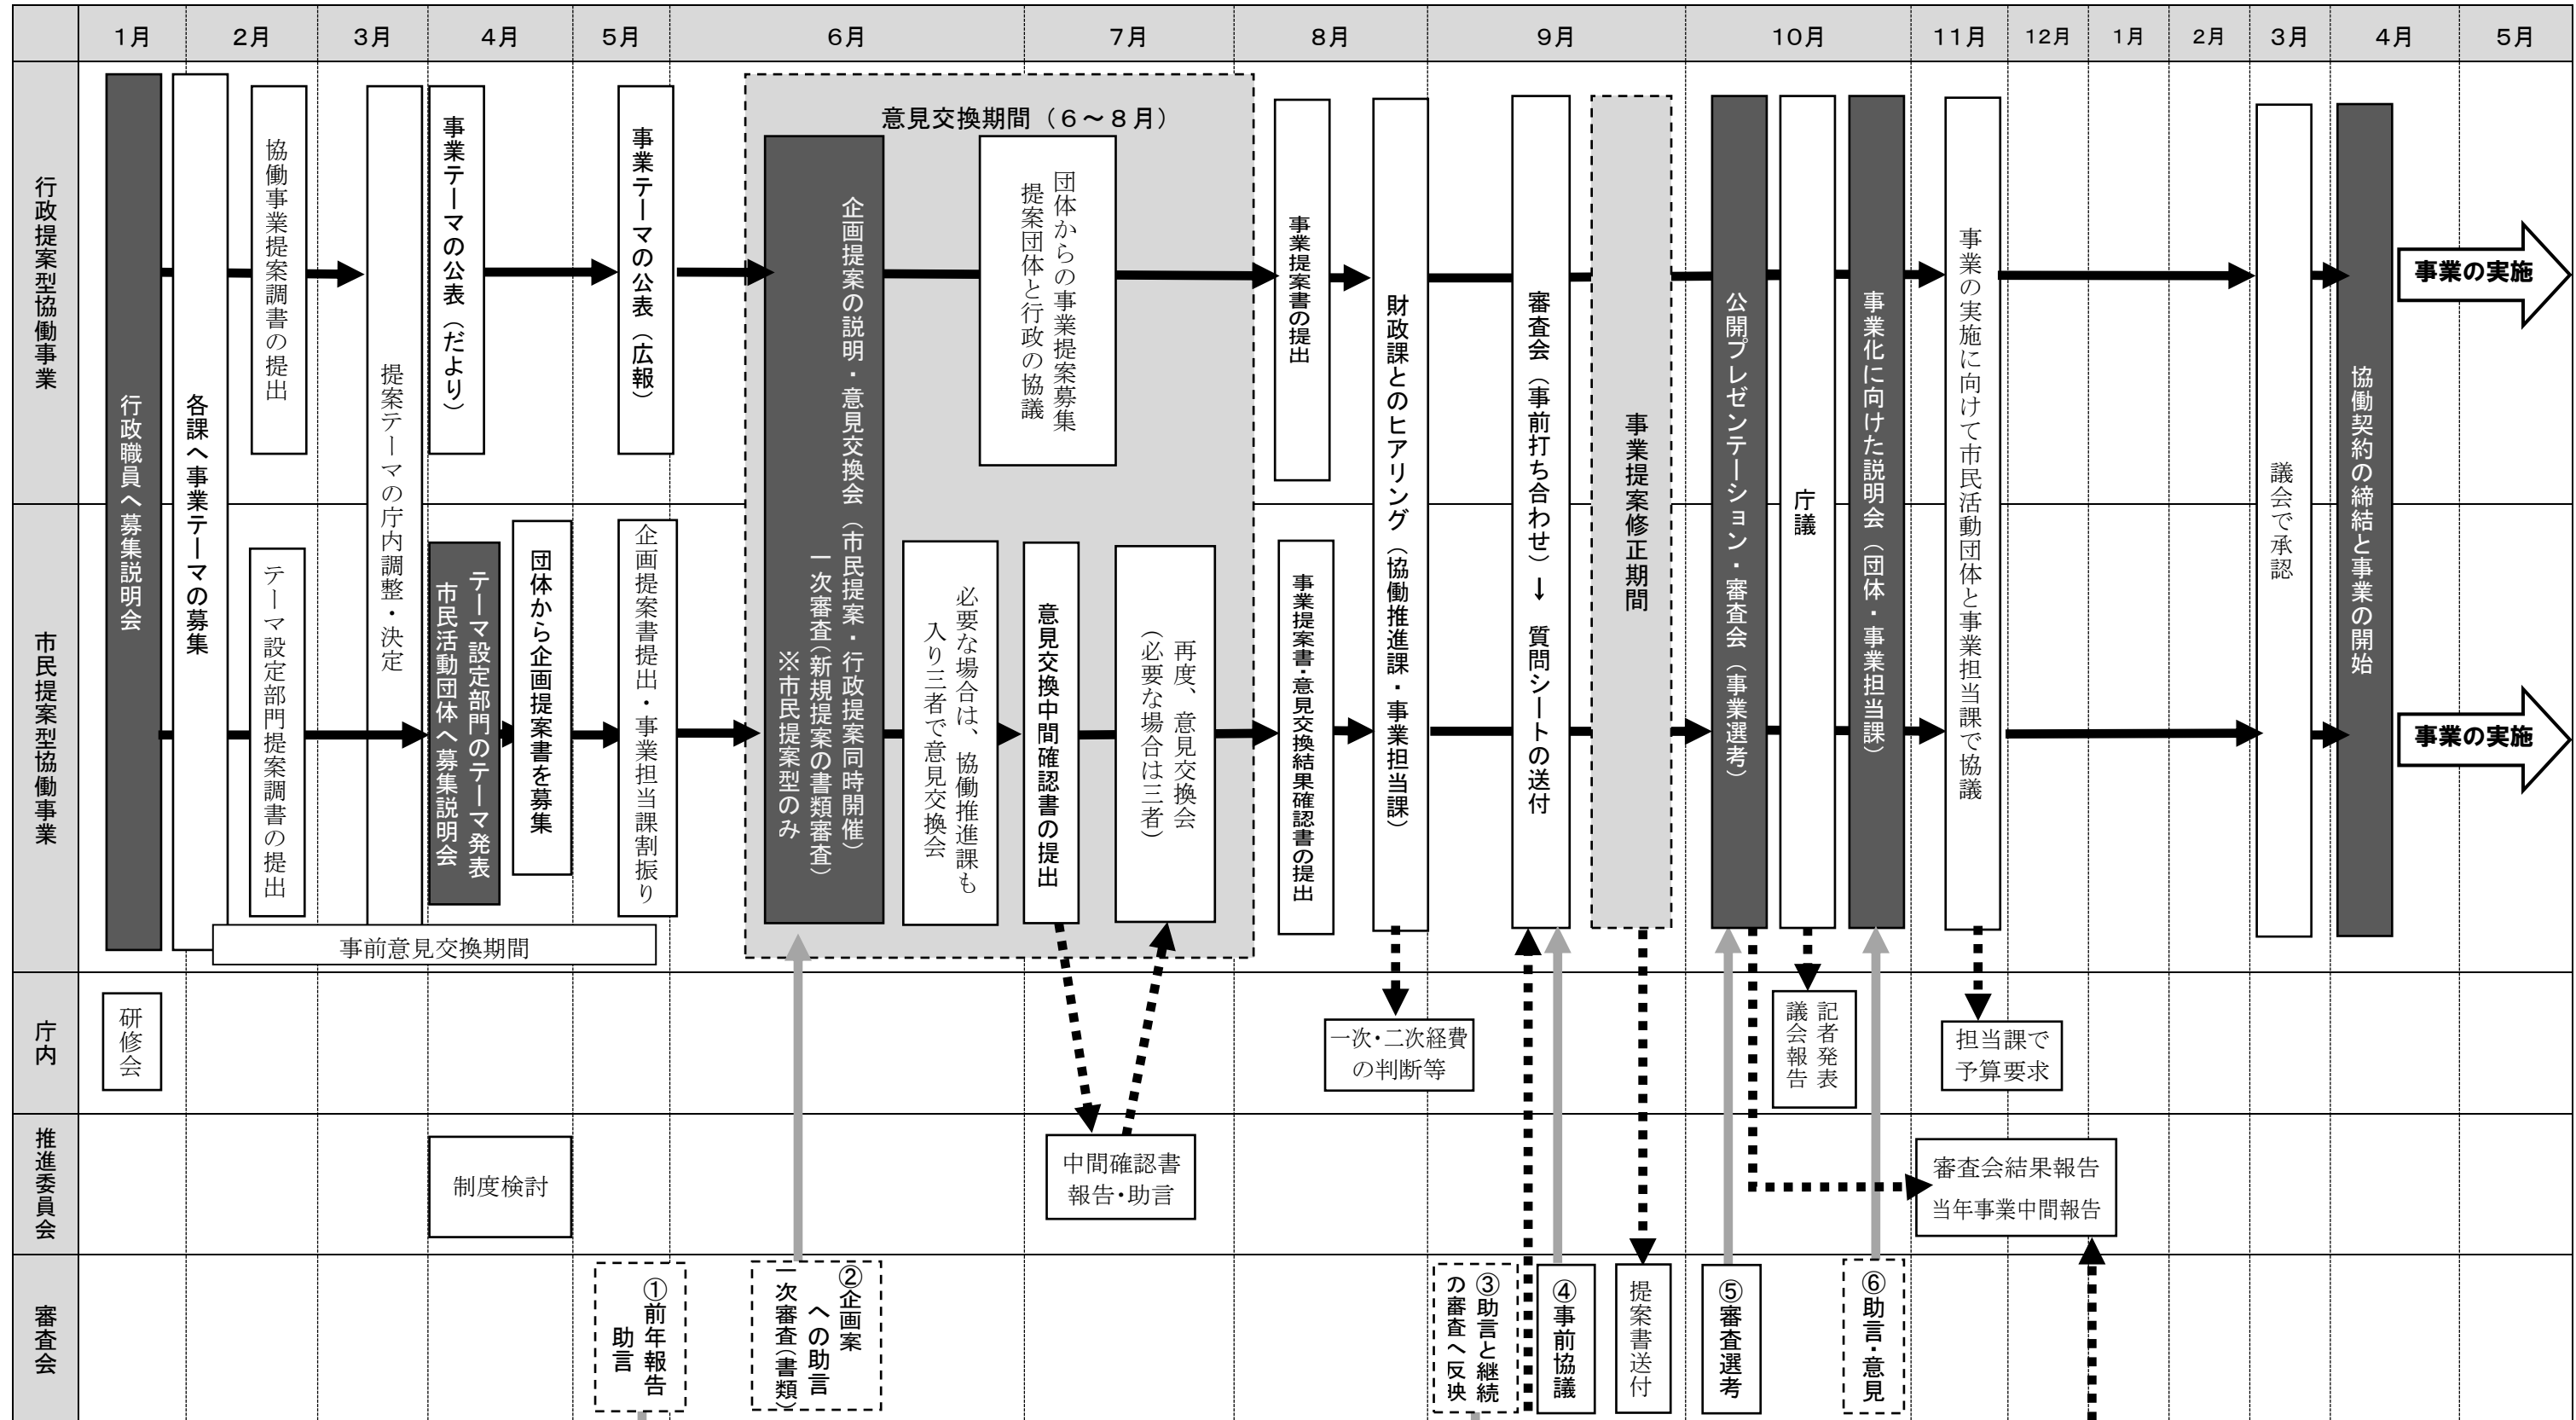 1月
2月
3月
4月
5月
6月
7月
8月
9月
10月
11月
12月
1月
2月
3月
4月
5月
行政提案型協働事業
市民提案型協働事業
庁内
推進委員会
審査会
行政職員へ募集説明会
各課へ事業テーマの募集
協働事業提案調書の提出
テーマ設定部門提案調書の提出
提案テーマの庁内調整・決定
事業テーマの公表（だより）
テーマ設定部門のテーマ発表
市民活動団体へ募集説明会
団体から企画提案書を募集
事業テーマの公表（広報）
企画提案書提出・事業担当課割振り
事前意見交換期間
意見交換期間（６～８月）
企画提案の説明・意見交換会（市民提案・行政提案同時開催）
一次審査（新規提案の書類審査）
※市民提案型のみ
団体からの事業提案募集
提案団体と行政の協議
必要な場合は、協働推進課も
入り三者で意見交換会
意見交換中間確認書の提出
再度、意見交換会
（必要な場合は三者）
事業提案書の提出
事業提案書・意見交換結果確認書の提出
財政課とのヒアリング（協働推進課・事業担当課）
審査会（事前打ち合わせ）→ 質問シートの送付
事業提案修正期間
公開プレゼンテーション・審査会（事業選考）
庁議
事業化に向けた説明会（団体・事業担当課）
事業の実施に向けて市民活動団体と事業担当課で協議
議会で承認
協働契約の締結と事業の開始
事業の実施
事業の実施
研修会
一次・二次経費
の判断等
記者発表
議会報告
担当課で
予算要求
制度検討
中間確認書
報告・助言
審査会結果報告
当年事業中間報告
①前年報告
助言
②企画案
への助言
一次審査（書類）
③助言と継続
の審査へ反映
④事前協議
提案書送付
⑤審査選考
⑥助言・意見